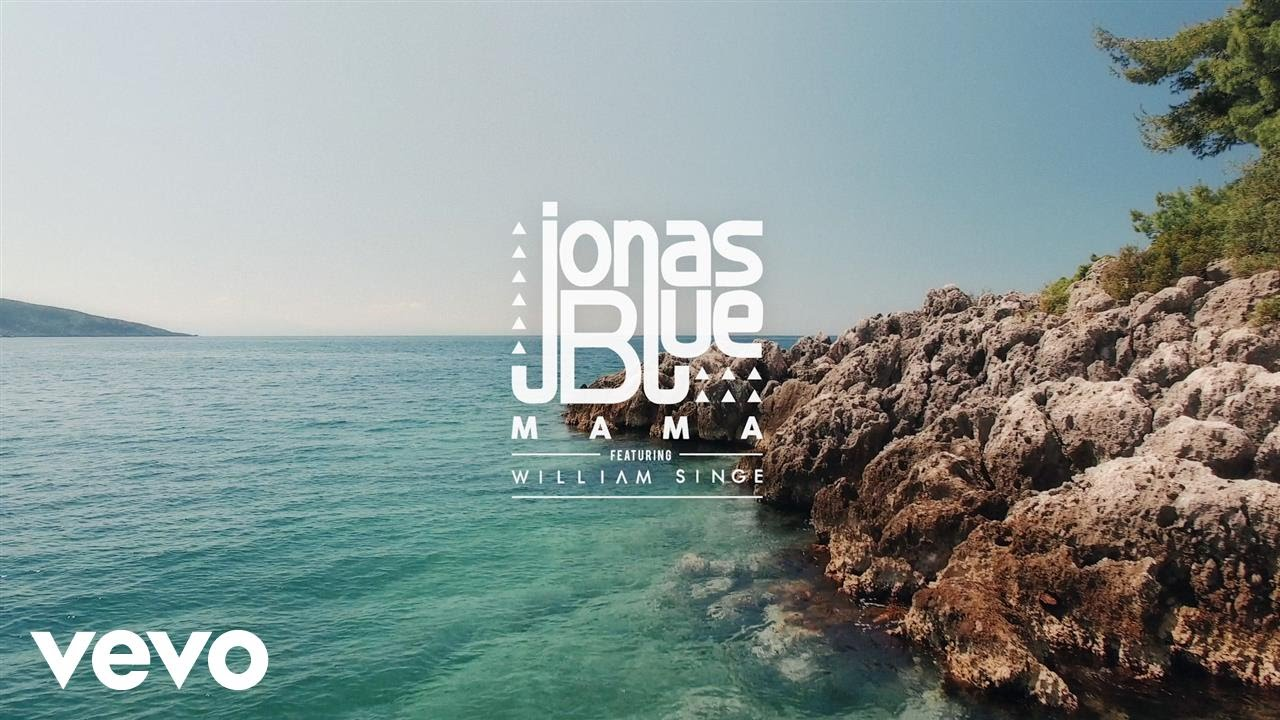 jonas
Blue
MAMA
FEATURING
WILLIAM SINGE
vevo